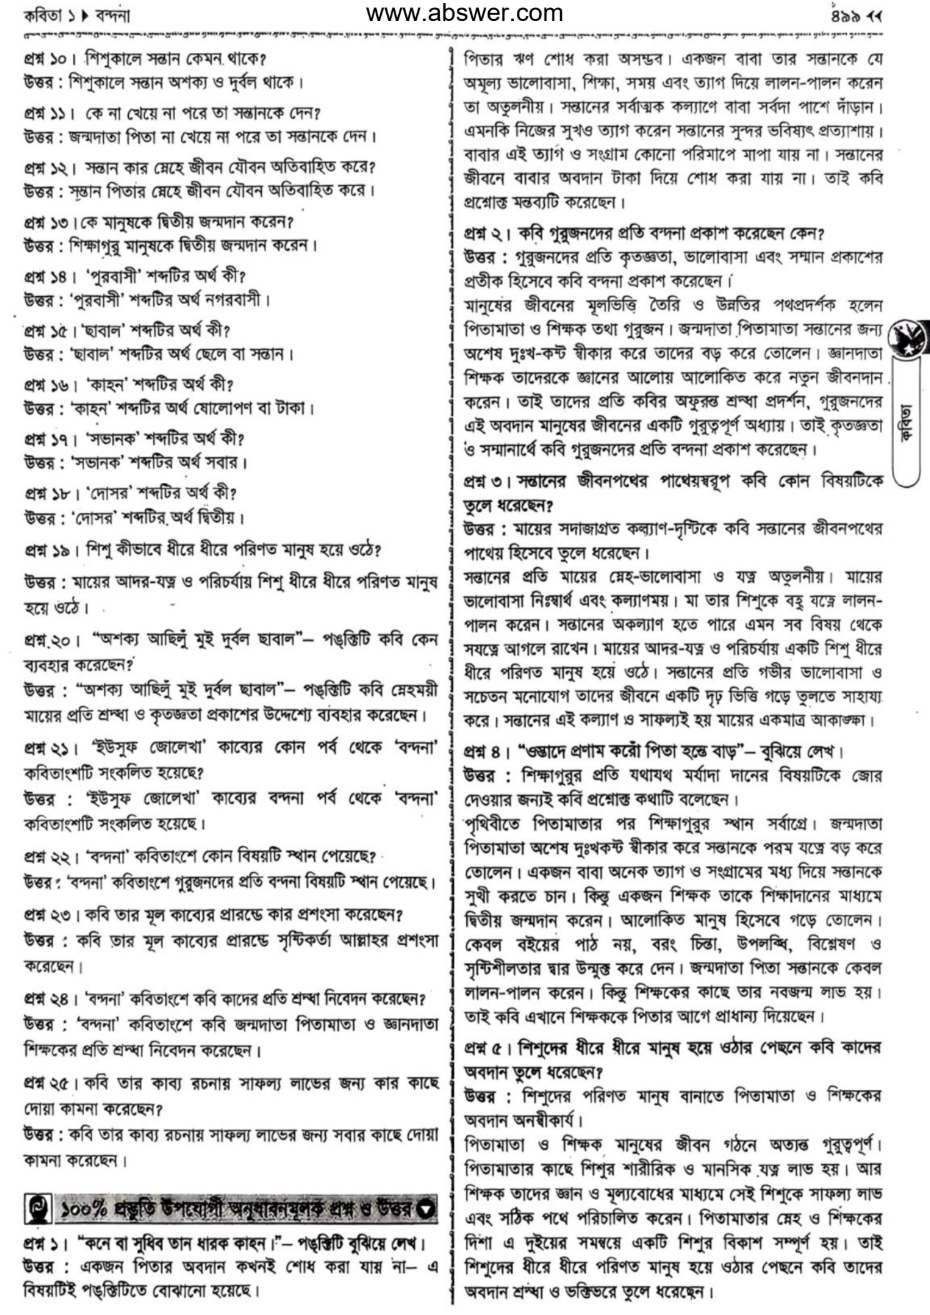 কবিতা ১ ▶ বন্দনা
www.abswer.com
৪৯৯ ◀◀
প্রশ্ন ১০। শিশুকালে সন্তান কেমন থাকে?
উত্তর : শিশুকালে সন্তান অশক্য ও দুর্বল থাকে।
প্রশ্ন ১১। কে না খেয়ে না পরে তা সন্তানকে দেন?
উত্তর : জন্মদাতা পিতা না খেয়ে না পরে তা সন্তানকে দেন।
প্রশ্ন ১২। সন্তান কার স্নেহে জীবন যৌবন অতিবাহিত করে?
উত্তর : সন্তান পিতার স্নেহে জীবন যৌবন অতিবাহিত করে।
প্রশ্ন ১৩। কে মানুষকে দ্বিতীয় জন্মদান করেন?
উত্তর : শিক্ষাগুরু মানুষকে দ্বিতীয় জন্মদান করেন।
প্রশ্ন ১৪। ‘পুরবাসী’ শব্দটির অর্থ কী?
উত্তর : ‘পুরবাসী’ শব্দটির অর্থ নগরবাসী।
প্রশ্ন ১৫। ‘ছাবাল’ শব্দটির অর্থ কী?
উত্তর : ‘ছাবাল’ শব্দটির অর্থ ছেলে বা সন্তান।
প্রশ্ন ১৬। ‘কাহন’ শব্দটির অর্থ কী?
উত্তর : ‘কাহন’ শব্দটির অর্থ ষোলোপণ বা টাকা।
প্রশ্ন ১৭। ‘সভানক’ শব্দটির অর্থ কী?
উত্তর : ‘সভানক’ শব্দটির অর্থ সবার।
প্রশ্ন ১৮। ‘দোসর’ শব্দটির অর্থ কী?
উত্তর : ‘দোসর’ শব্দটির অর্থ দ্বিতীয়।
প্রশ্ন ১৯। শিশু কীভাবে ধীরে ধীরে পরিণত মানুষ হয়ে ওঠে?
উত্তর : মায়ের আদর-যত্ন ও পরিচর্যায় শিশু ধীরে ধীরে পরিণত মানুষ
হয়ে ওঠে।
প্রশ্ন ২০। “অশক্য আছিলুঁ মুই দুর্বল ছাবাল”– পঙ্‌ক্তিটি কবি কেন
ব্যবহার করেছেন?
উত্তর : “অশক্য আছিলুঁ মুই দুর্বল ছাবাল”– পঙ্‌ক্তিটি কবি স্নেহময়ী
মায়ের প্রতি শ্রদ্ধা ও কৃতজ্ঞতা প্রকাশের উদ্দেশ্যে ব্যবহার করেছেন।
প্রশ্ন ২১। ‘ইউসুফ জোলেখা’ কাব্যের কোন পর্ব থেকে ‘বন্দনা’
কবিতাংশটি সংকলিত হয়েছে?
উত্তর : ‘ইউসুফ জোলেখা’ কাব্যের বন্দনা পর্ব থেকে ‘বন্দনা’
কবিতাংশটি সংকলিত হয়েছে।
প্রশ্ন ২২। ‘বন্দনা’ কবিতাংশে কোন বিষয়টি স্থান পেয়েছে?
উত্তর : ‘বন্দনা’ কবিতাংশে গুরুজনদের প্রতি বন্দনা বিষয়টি স্থান পেয়েছে।
প্রশ্ন ২৩। কবি তার মূল কাব্যের প্রারম্ভে কার প্রশংসা করেছেন?
উত্তর : কবি তার মূল কাব্যের প্রারম্ভে সৃষ্টিকর্তা আল্লাহর প্রশংসা
করেছেন।
প্রশ্ন ২৪। ‘বন্দনা’ কবিতাংশে কবি কাদের প্রতি শ্রদ্ধা নিবেদন করেছেন?
উত্তর : ‘বন্দনা’ কবিতাংশে কবি জন্মদাতা পিতামাতা ও জ্ঞানদাতা
শিক্ষকের প্রতি শ্রদ্ধা নিবেদন করেছেন।
প্রশ্ন ২৫। কবি তার কাব্য রচনায় সাফল্য লাভের জন্য কার কাছে
দোয়া কামনা করেছেন?
উত্তর : কবি তার কাব্য রচনায় সাফল্য লাভের জন্য সবার কাছে দোয়া
কামনা করেছেন।
১০০% প্রস্তুতি উপযোগী অনুধাবনমূলক প্রশ্ন ও উত্তর
প্রশ্ন ১। “কনে বা সুধিব তান ধারক কাহন।”– পঙ্‌ক্তিটি বুঝিয়ে লেখ।
উত্তর : একজন পিতার অবদান কখনই শোধ করা যায় না– এ
বিষয়টিই পঙ্‌ক্তিটিতে বোঝানো হয়েছে।
পিতার ঋণ শোধ করা অসম্ভব। একজন বাবা তার সন্তানকে যে
অমূল্য ভালোবাসা, শিক্ষা, সময় এবং ত্যাগ দিয়ে লালন-পালন করেন
তা অতুলনীয়। সন্তানের সর্বাত্মক কল্যাণে বাবা সর্বদা পাশে দাঁড়ান।
এমনকি নিজের সুখও ত্যাগ করেন সন্তানের সুন্দর ভবিষ্যৎ প্রত্যাশায়।
বাবার এই ত্যাগ ও সংগ্রাম কোনো পরিমাপে মাপা যায় না। সন্তানের
জীবনে বাবার অবদান টাকা দিয়ে শোধ করা যায় না। তাই কবি
প্রশ্নোক্ত মন্তব্যটি করেছেন।
প্রশ্ন ২। কবি গুরুজনদের প্রতি বন্দনা প্রকাশ করেছেন কেন?
উত্তর : গুরুজনদের প্রতি কৃতজ্ঞতা, ভালোবাসা এবং সম্মান প্রকাশের
প্রতীক হিসেবে কবি বন্দনা প্রকাশ করেছেন।
মানুষের জীবনের মূলভিত্তি তৈরি ও উন্নতির পথপ্রদর্শক হলেন
পিতামাতা ও শিক্ষক তথা গুরুজন। জন্মদাতা পিতামাতা সন্তানের জন্য
অশেষ দুঃখ-কষ্ট স্বীকার করে তাদের বড় করে তোলেন। জ্ঞানদাতা
শিক্ষক তাদেরকে জ্ঞানের আলোয় আলোকিত করে নতুন জীবনদান
করেন। তাই তাদের প্রতি কবির অফুরন্ত শ্রদ্ধা প্রদর্শন, গুরুজনদের
এই অবদান মানুষের জীবনের একটি গুরুত্বপূর্ণ অধ্যায়। তাই কৃতজ্ঞতা
ও সম্মানার্থে কবি গুরুজনদের প্রতি বন্দনা প্রকাশ করেছেন।
প্রশ্ন ৩। সন্তানের জীবনপথের পাথেয়স্বরূপ কবি কোন বিষয়টিকে
তুলে ধরেছেন?
উত্তর : মায়ের সদাজাগ্রত কল্যাণ-দৃষ্টিকে কবি সন্তানের জীবনপথের
পাথেয় হিসেবে তুলে ধরেছেন।
সন্তানের প্রতি মায়ের স্নেহ-ভালোবাসা ও যত্ন অতুলনীয়। মায়ের
ভালোবাসা নিঃস্বার্থ এবং কল্যাণময়। মা তার শিশুকে বহু যত্নে লালন-
পালন করেন। সন্তানের অকল্যাণ হতে পারে এমন সব বিষয় থেকে
সযত্নে আগলে রাখেন। মায়ের আদর-যত্ন ও পরিচর্যায় একটি শিশু ধীরে
ধীরে পরিণত মানুষ হয়ে ওঠে। সন্তানের প্রতি গভীর ভালোবাসা ও
সচেতন মনোযোগ তাদের জীবনে একটি দৃঢ় ভিত্তি গড়ে তুলতে সাহায্য
করে। সন্তানের এই কল্যাণ ও সাফল্যই হয় মায়ের একমাত্র আকাঙ্ক্ষা।
প্রশ্ন ৪। “ওস্তাদে প্রণাম করোঁ পিতা হন্তে বাড়”– বুঝিয়ে লেখ।
উত্তর : শিক্ষাগুরুর প্রতি যথাযথ মর্যাদা দানের বিষয়টিকে জোর
দেওয়ার জন্যই কবি প্রশ্নোক্ত কথাটি বলেছেন।
পৃথিবীতে পিতামাতার পর শিক্ষাগুরুর স্থান সর্বাগ্রে। জন্মদাতা
পিতামাতা অশেষ দুঃখকষ্ট স্বীকার করে সন্তানকে পরম যত্নে বড় করে
তোলেন। একজন বাবা অনেক ত্যাগ ও সংগ্রামের মধ্য দিয়ে সন্তানকে
সুখী করতে চান। কিন্তু একজন শিক্ষক তাকে শিক্ষাদানের মাধ্যমে
দ্বিতীয় জন্মদান করেন। আলোকিত মানুষ হিসেবে গড়ে তোলেন।
কেবল বইয়ের পাঠ নয়, বরং চিন্তা, উপলব্ধি, বিশ্লেষণ ও
সৃষ্টিশীলতার দ্বার উন্মুক্ত করে দেন। জন্মদাতা পিতা সন্তানকে কেবল
লালন-পালন করেন। কিন্তু শিক্ষকের কাছে তার নবজন্ম লাভ হয়।
তাই কবি এখানে শিক্ষককে পিতার আগে প্রাধান্য দিয়েছেন।
প্রশ্ন ৫। শিশুদের ধীরে ধীরে মানুষ হয়ে ওঠার পেছনে কবি কাদের
অবদান তুলে ধরেছেন?
উত্তর : শিশুদের পরিণত মানুষ বানাতে পিতামাতা ও শিক্ষকের
অবদান অনস্বীকার্য।
পিতামাতা ও শিক্ষক মানুষের জীবন গঠনে অত্যন্ত গুরুত্বপূর্ণ।
পিতামাতার কাছে শিশুর শারীরিক ও মানসিক যত্ন লাভ হয়। আর
শিক্ষক তাদের জ্ঞান ও মূল্যবোধের মাধ্যমে সেই শিশুকে সাফল্য লাভ
এবং সঠিক পথে পরিচালিত করেন। পিতামাতার স্নেহ ও শিক্ষকের
দিশা এ দুইয়ের সমন্বয়ে একটি শিশুর বিকাশ সম্পূর্ণ হয়। তাই
শিশুদের ধীরে ধীরে পরিণত মানুষ হয়ে ওঠার পেছনে কবি তাদের
অবদান শ্রদ্ধা ও ভক্তিভরে তুলে ধরেছেন।
কবিতা